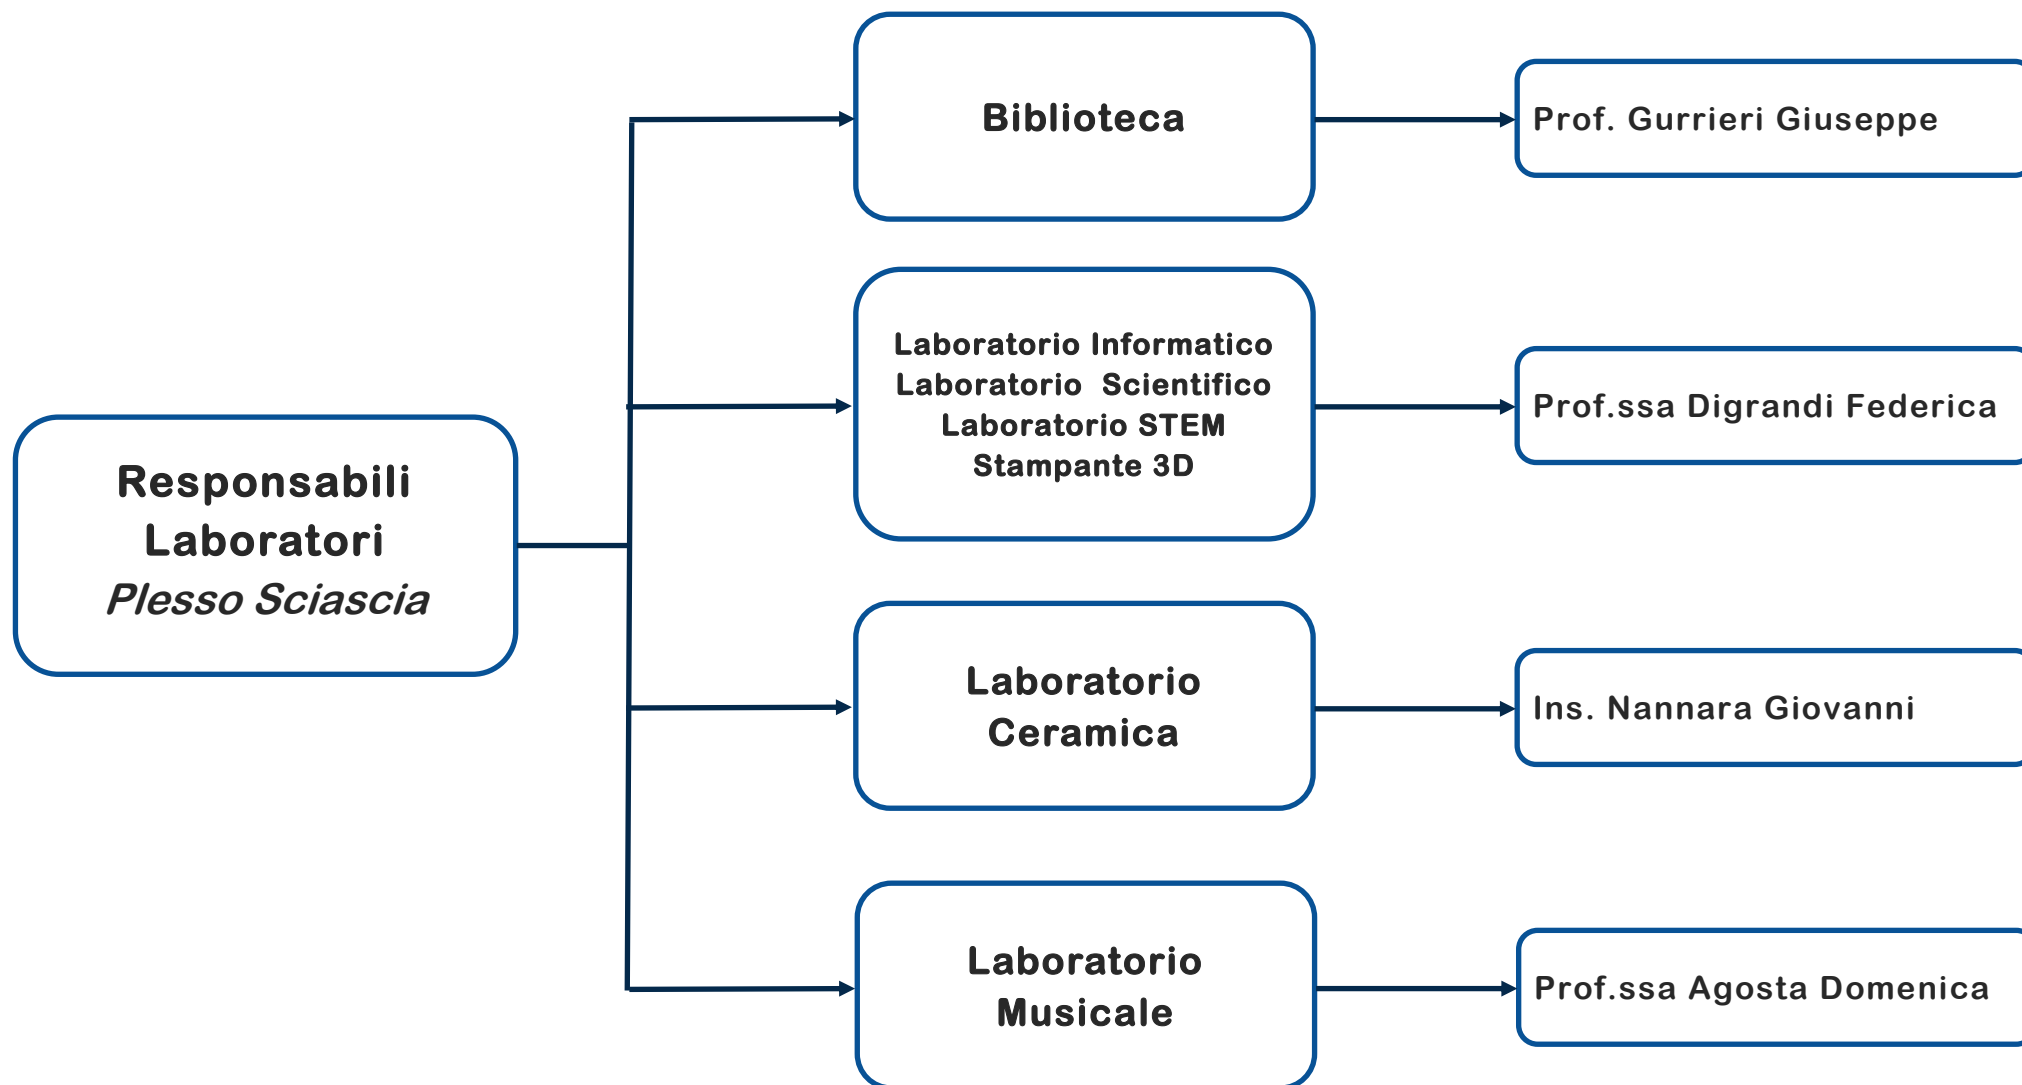 Responsabili
Laboratori
Plesso Sciascia
Biblioteca
Prof. Gurrieri Giuseppe
Laboratorio Informatico
Laboratorio Scientifico
Laboratorio STEM
Stampante 3D
Prof.ssa Digrandi Federica
Laboratorio
Ceramica
Ins. Nannara Giovanni
Laboratorio
Musicale
Prof.ssa Agosta Domenica